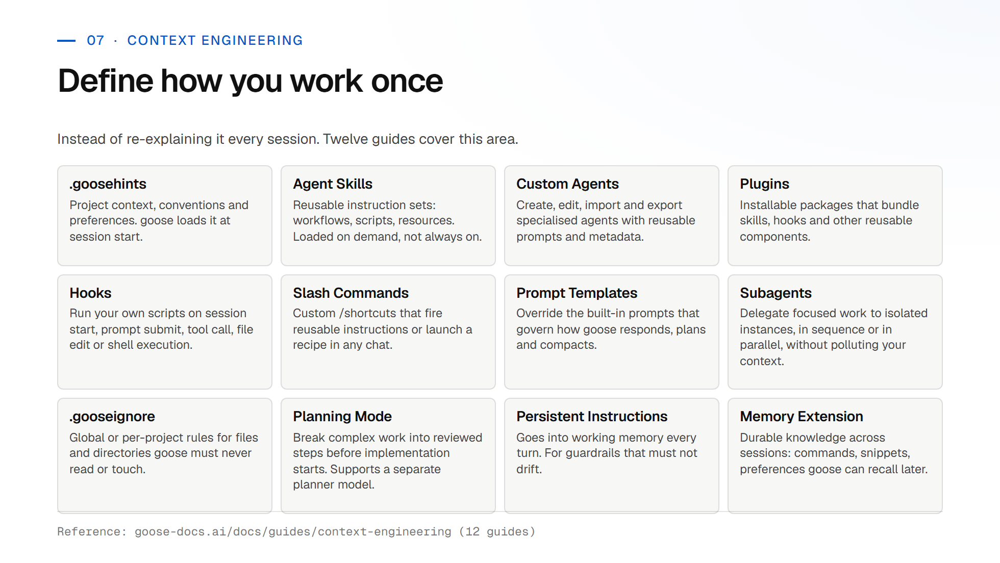 07 · CONTEXT ENGINEERING
Define how you work once
Instead of re-explaining it every session. Twelve guides cover this area.
.goosehints
Project context, conventions and
preferences. goose loads it at
session start.
Agent Skills
Reusable instruction sets:
workflows, scripts, resources.
Loaded on demand, not always on.
Custom Agents
Create, edit, import and export
specialised agents with reusable
prompts and metadata.
Plugins
Installable packages that bundle
skills, hooks and other reusable
components.
Hooks
Run your own scripts on session
start, prompt submit, tool call, file
edit or shell execution.
Slash Commands
Custom /shortcuts that fire
reusable instructions or launch a
recipe in any chat.
Prompt Templates
Override the built-in prompts that
govern how goose responds, plans
and compacts.
Subagents
Delegate focused work to isolated
instances, in sequence or in
parallel, without polluting your
context.
.gooseignore
Global or per-project rules for files
and directories goose must never
read or touch.
Planning Mode
Break complex work into reviewed
steps before implementation
starts. Supports a separate
planner model.
Persistent Instructions
Goes into working memory every
turn. For guardrails that must not
drift.
Memory Extension
Durable knowledge across
sessions: commands, snippets,
preferences goose can recall later.
Reference: goose-docs.ai/docs/guides/context-engineering (12 guides)